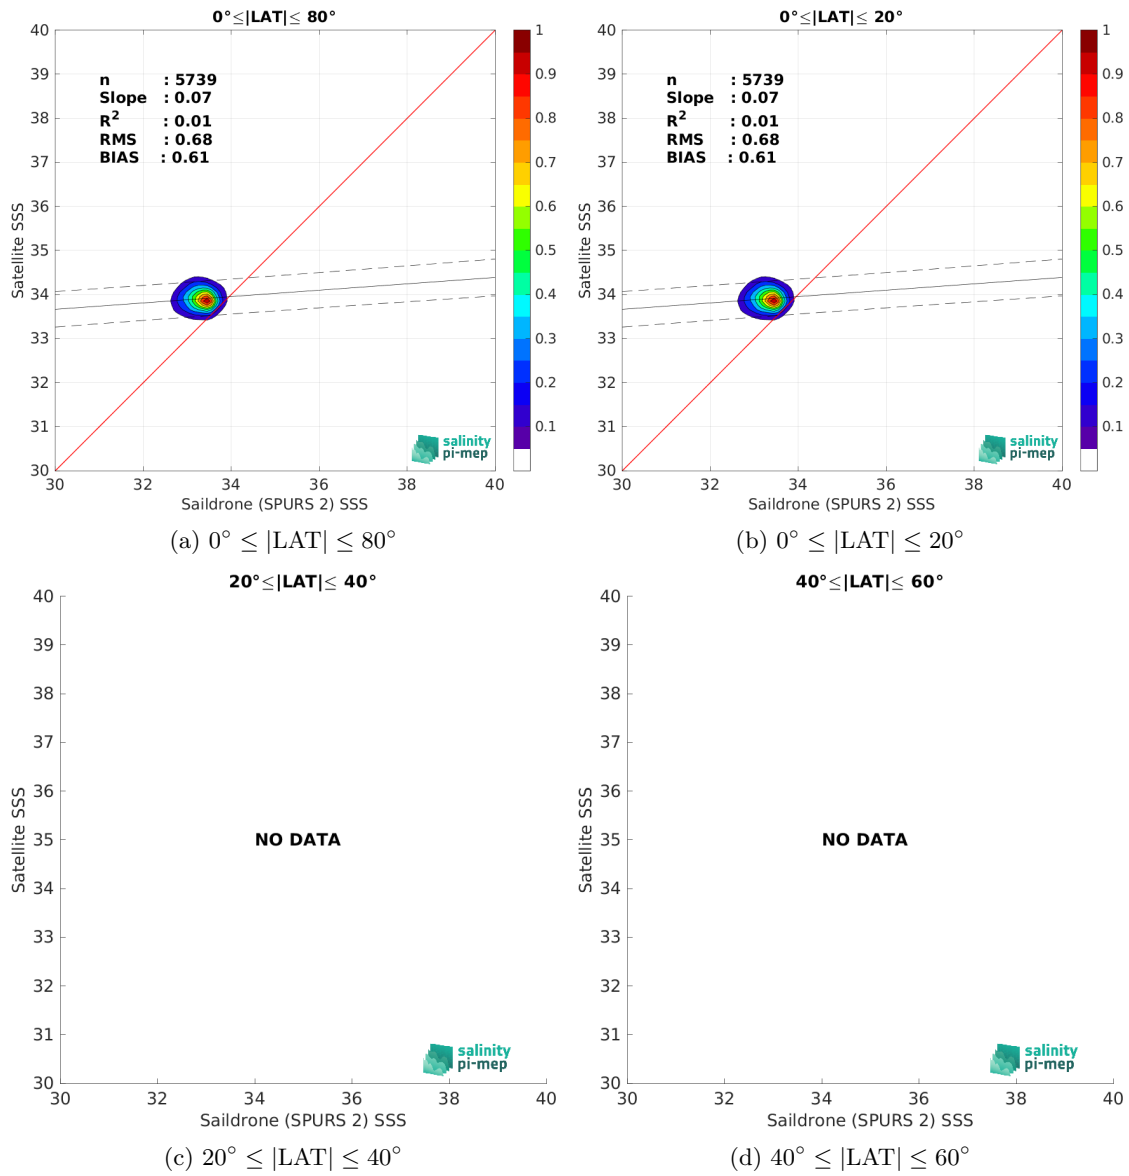 0°≤|LAT|≤ 80°
40
39
38
37
36
35
34
33
32
31
30
Satellite SSS
n : 5739
Slope : 0.07
R² : 0.01
RMS : 0.68
BIAS : 0.61
salinity
pi-mep
30 32 34 36 38 40
Saildrone (SPURS 2) SSS
1
0.9
0.8
0.7
0.6
0.5
0.4
0.3
0.2
0.1
(a) 0° ≤ |LAT| ≤ 80°
0°≤|LAT|≤ 20°
40
39
38
37
36
35
34
33
32
31
30
Satellite SSS
n : 5739
Slope : 0.07
R² : 0.01
RMS : 0.68
BIAS : 0.61
salinity
pi-mep
30 32 34 36 38 40
Saildrone (SPURS 2) SSS
1
0.9
0.8
0.7
0.6
0.5
0.4
0.3
0.2
0.1
(b) 0° ≤ |LAT| ≤ 20°
20°≤|LAT|≤ 40°
40
39
38
37
36
35
34
33
32
31
30
Satellite SSS
NO DATA
salinity
pi-mep
30 32 34 36 38 40
Saildrone (SPURS 2) SSS
(c) 20° ≤ |LAT| ≤ 40°
40°≤|LAT|≤ 60°
40
39
38
37
36
35
34
33
32
31
30
Satellite SSS
NO DATA
salinity
pi-mep
30 32 34 36 38 40
Saildrone (SPURS 2) SSS
(d) 40° ≤ |LAT| ≤ 60°